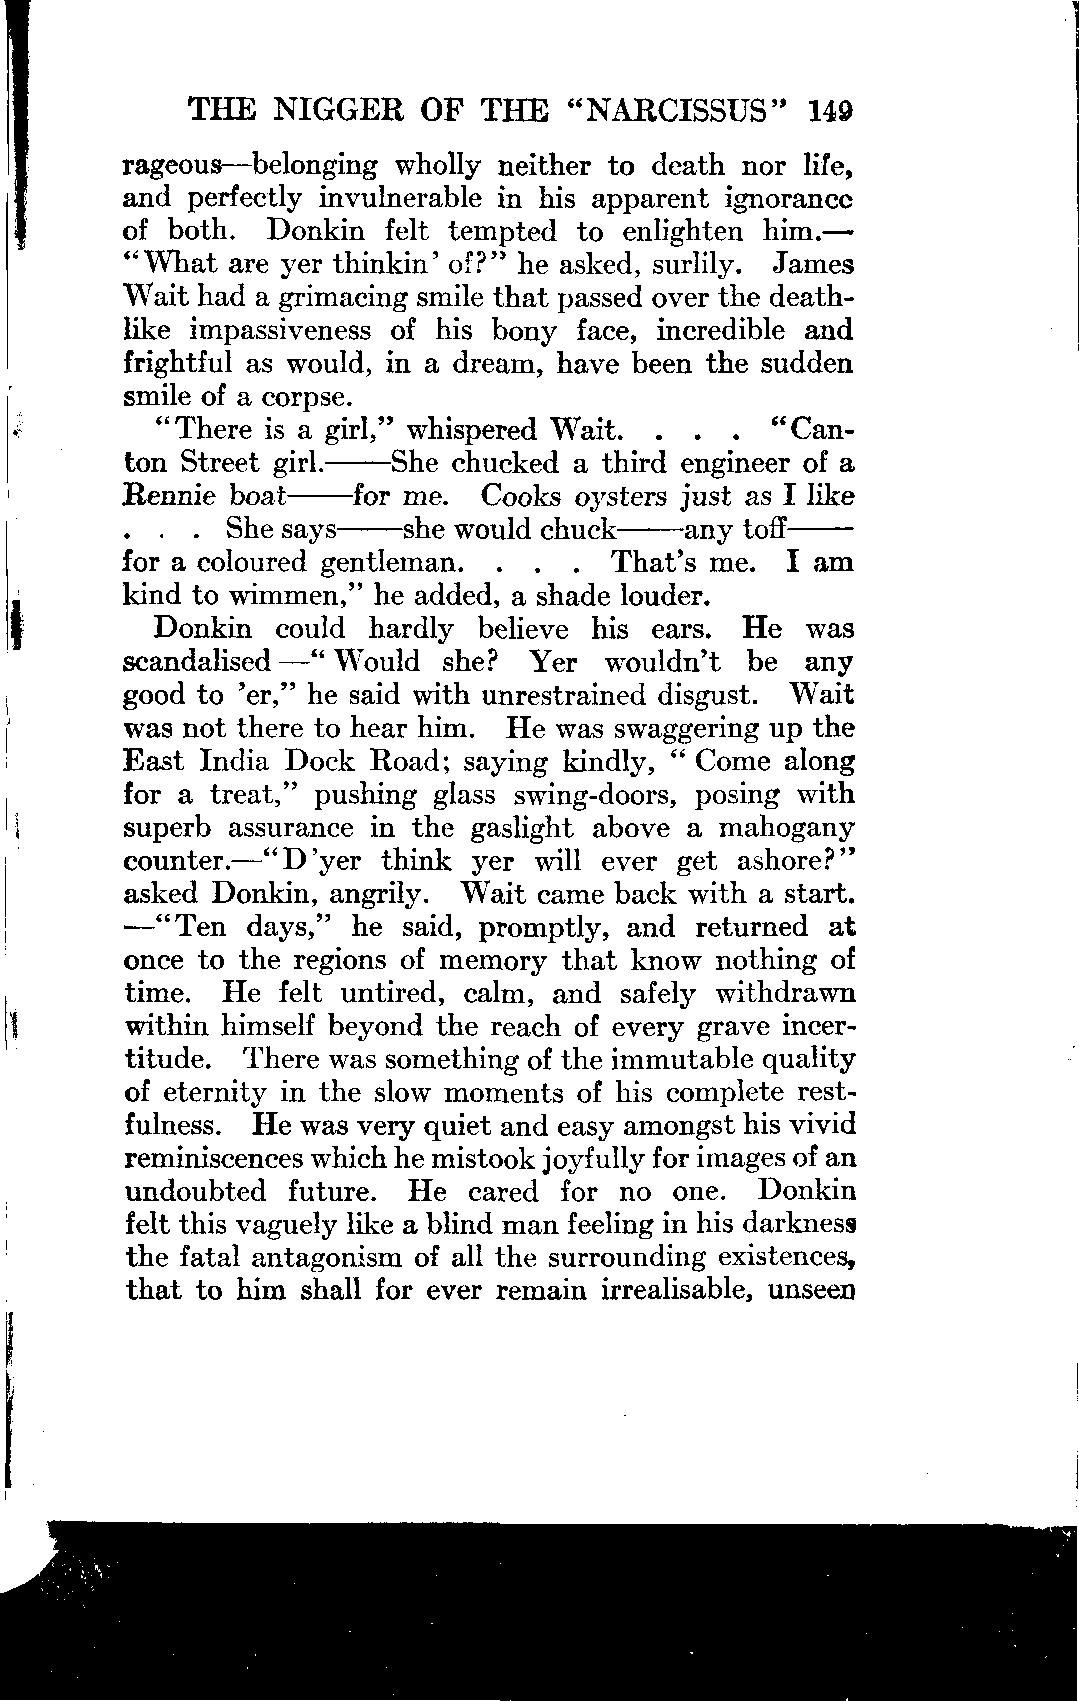 THE NIGGER OF THE “NARCISSUS” 149
rageous—belonging wholly neither to death nor life,
and perfectly invulnerable in his apparent ignorance
of both. Donkin felt tempted to enlighten him.—
“What are yer thinkin’ of?” he asked, surlily. James
Wait had a grimacing smile that passed over the death-
like impassiveness of his bony face, incredible and
frightful as would, in a dream, have been the sudden
smile of a corpse.
“There is a girl,” whispered Wait. . . . “Can-
ton Street girl.——She chucked a third engineer of a
Rennie boat——for me. Cooks oysters just as I like
. . . She says——she would chuck——any toff——
for a coloured gentleman. . . . That’s me. I am
kind to wimmen,” he added, a shade louder.
Donkin could hardly believe his ears. He was
scandalised—“Would she? Yer wouldn’t be any
good to ’er,” he said with unrestrained disgust. Wait
was not there to hear him. He was swaggering up the
East India Dock Road; saying kindly, “Come along
for a treat,” pushing glass swing-doors, posing with
superb assurance in the gaslight above a mahogany
counter.—“D’yer think yer will ever get ashore?”
asked Donkin, angrily. Wait came back with a start.
—“Ten days,” he said, promptly, and returned at
once to the regions of memory that know nothing of
time. He felt untired, calm, and safely withdrawn
within himself beyond the reach of every grave incer-
titude. There was something of the immutable quality
of eternity in the slow moments of his complete rest-
fulness. He was very quiet and easy amongst his vivid
reminiscences which he mistook joyfully for images of an
undoubted future. He cared for no one. Donkin
felt this vaguely like a blind man feeling in his darkness
the fatal antagonism of all the surrounding existences,
that to him shall for ever remain irrealisable, unseen